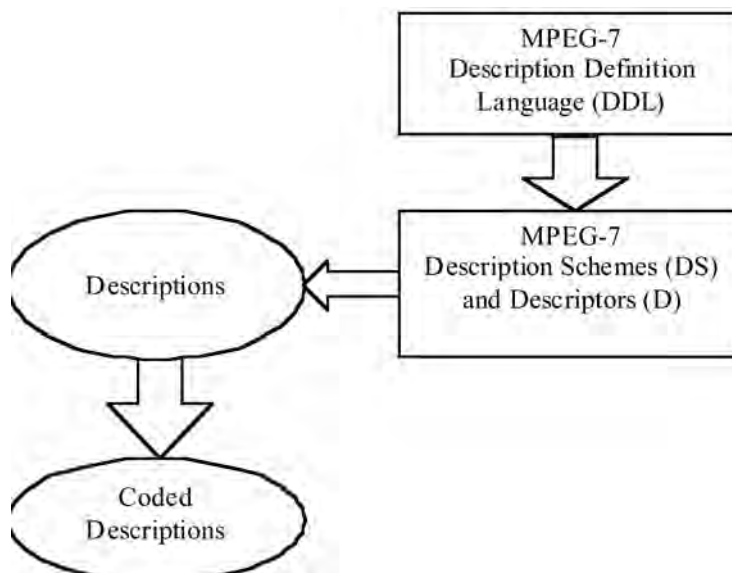 MPEG-7
Description Definition
Language (DDL)
MPEG-7
Description Schemes (DS)
and Descriptors (D)
Descriptions
Coded
Descriptions